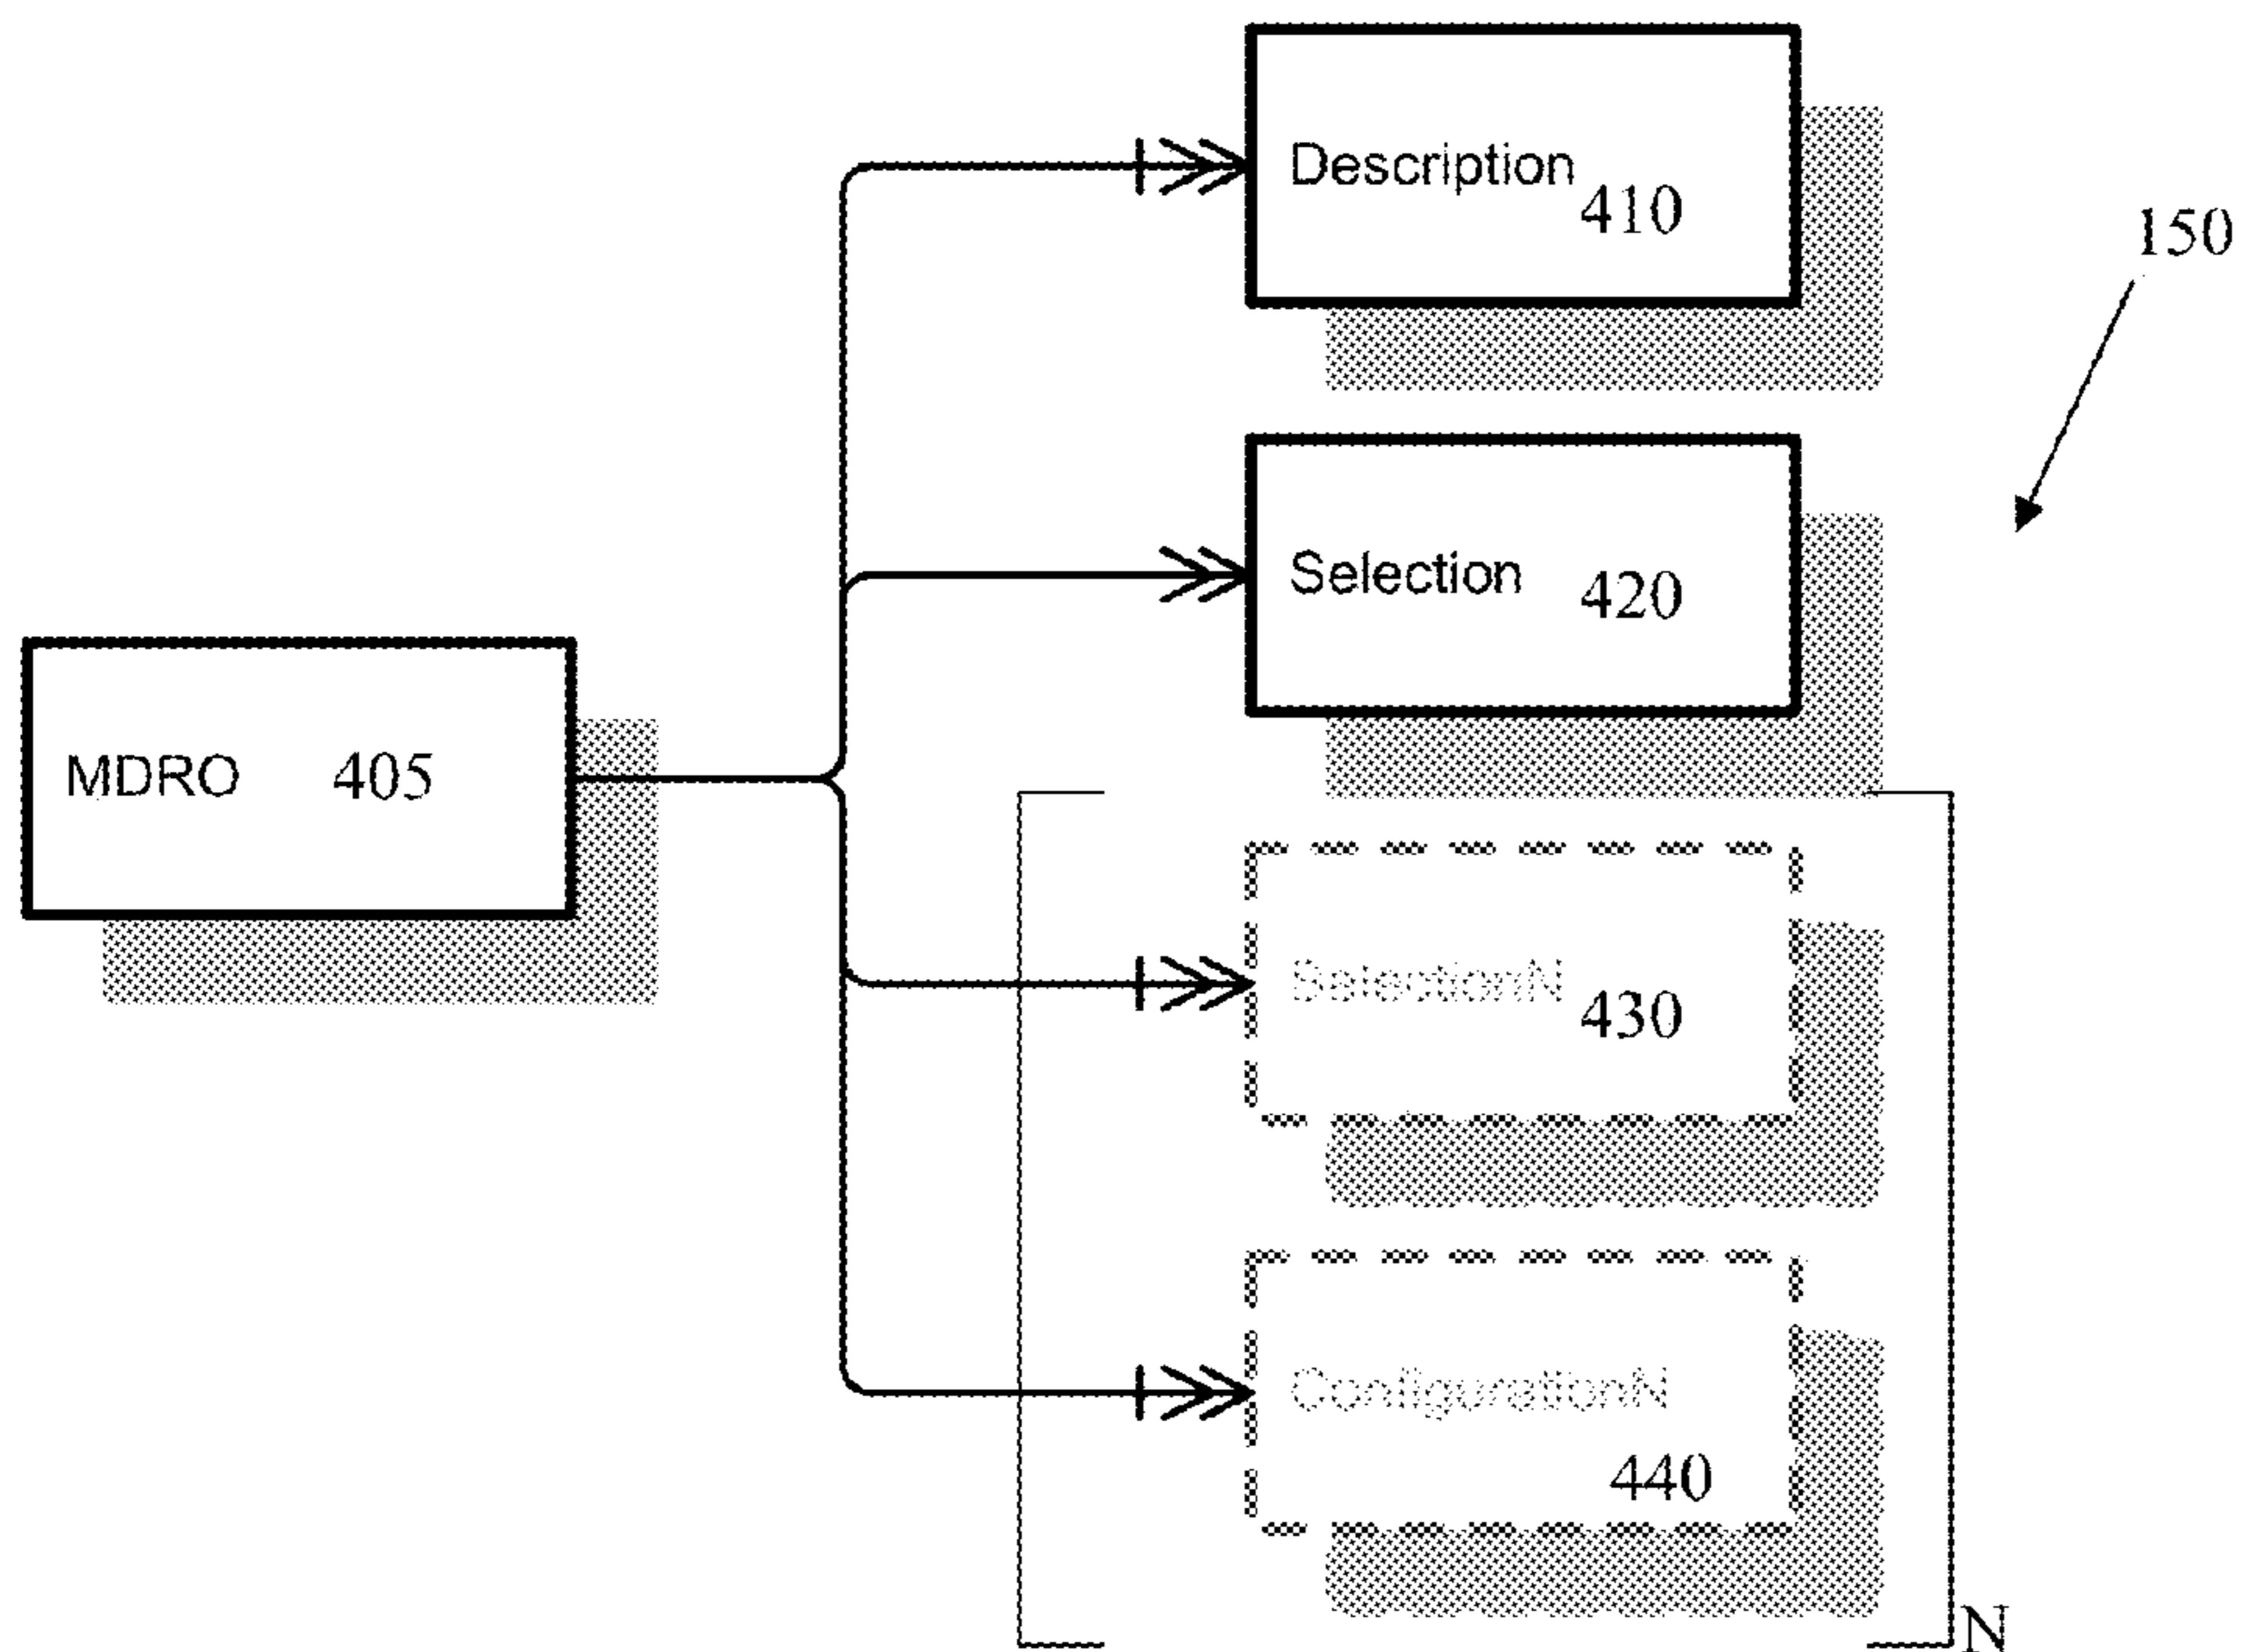 Description 410
150
Selection 420
MDRO 405
SelectionN 430
ConfigurationN
440
N